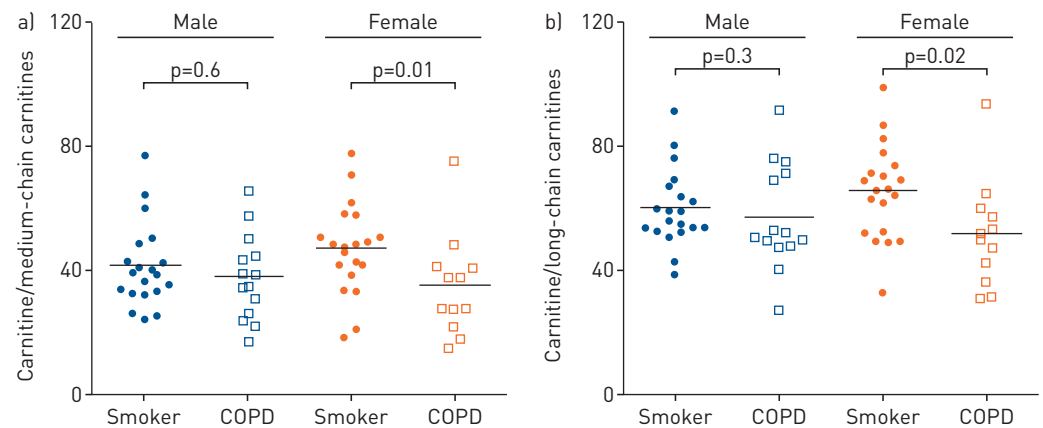 a)
Carnitine/medium-chain carnitines
120
80
40
0
Male
Female
p=0.6
p=0.01
Smoker
COPD
Smoker
COPD
b)
Carnitine/long-chain carnitines
120
80
40
0
Male
Female
p=0.3
p=0.02
Smoker
COPD
Smoker
COPD